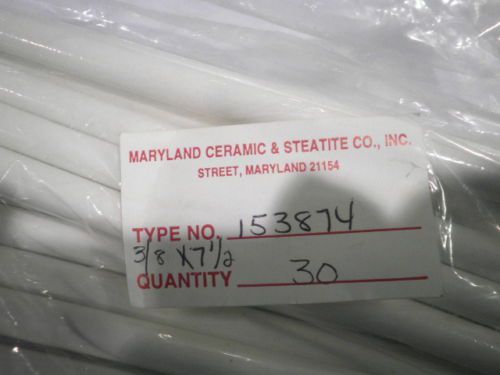 MARYLAND CERAMIC & STEATITE CO., INC.
STREET, MARYLAND 21154
TYPE NO. 153874
3/8 X 7 1/2
QUANTITY 30